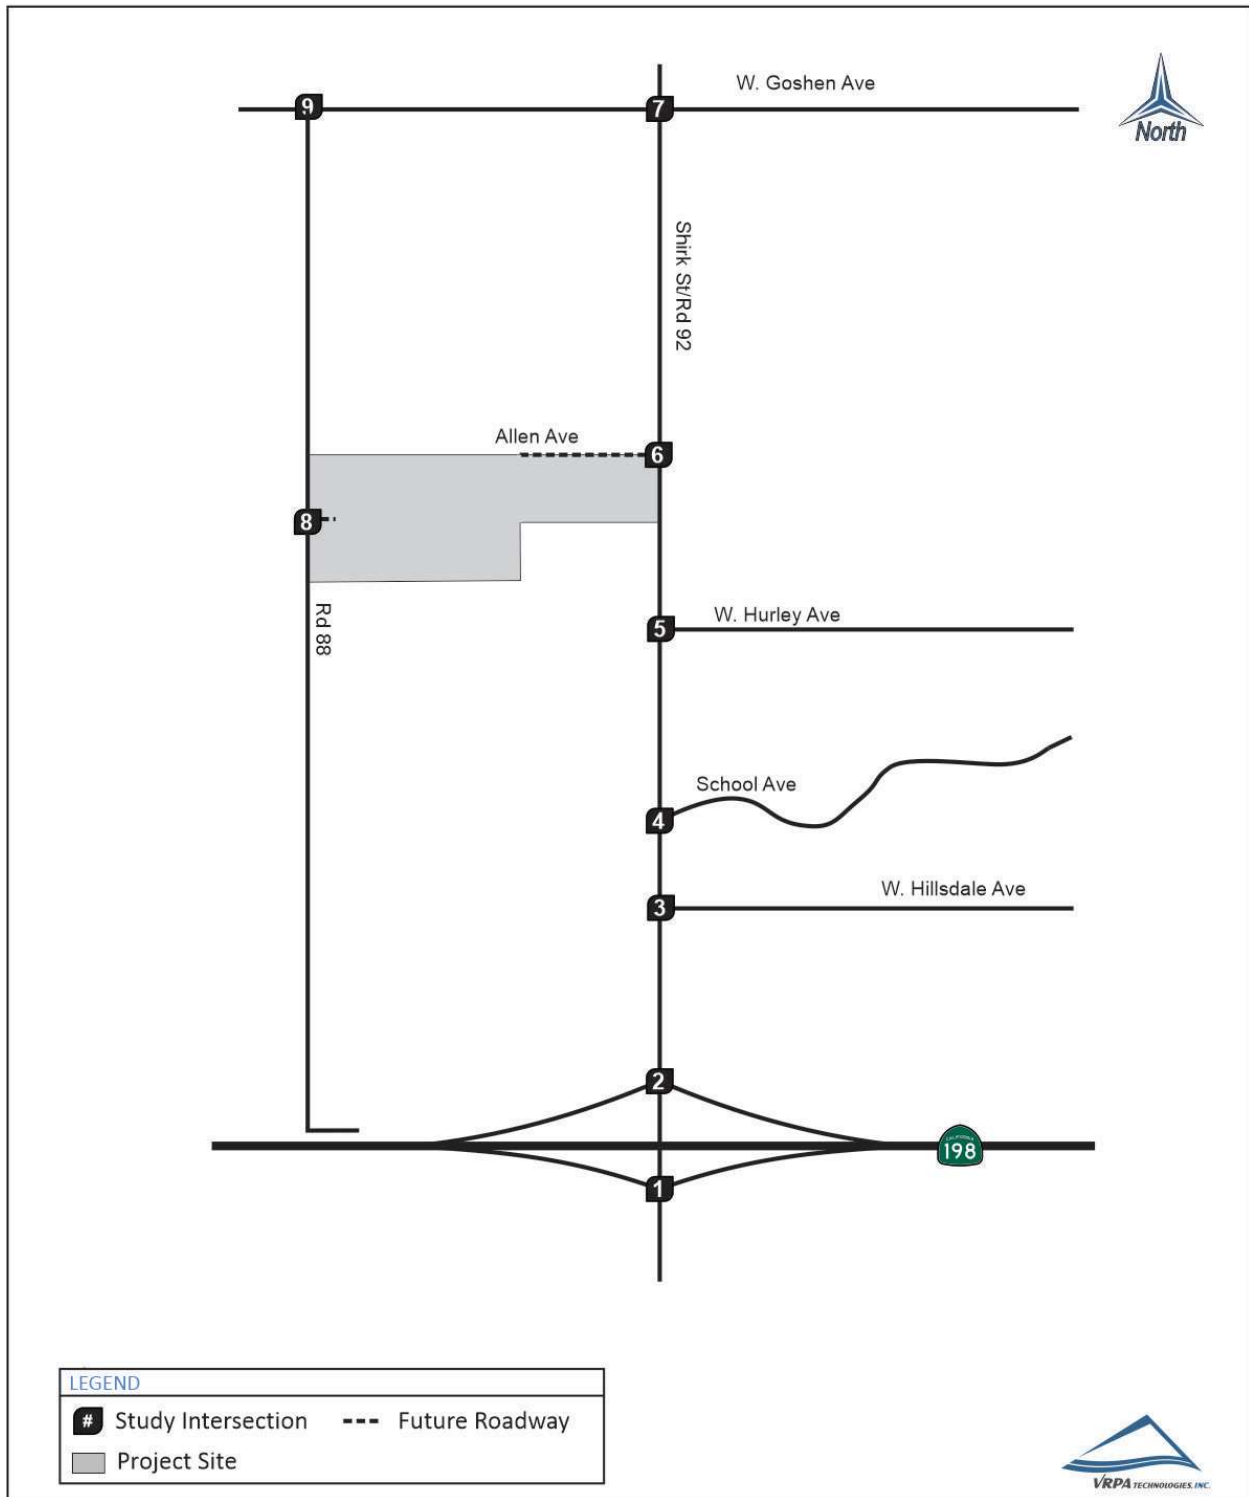 9
7
W. Goshen Ave
North
Shirk St/Rd 92
Allen Ave
6
8
Rd 88
5
W. Hurley Ave
School Ave
4
W. Hillsdale Ave
3
2
CALIFORNIA
198
1
LEGEND
# Study Intersection --- Future Roadway
Project Site
VRPA TECHNOLOGIES, INC.